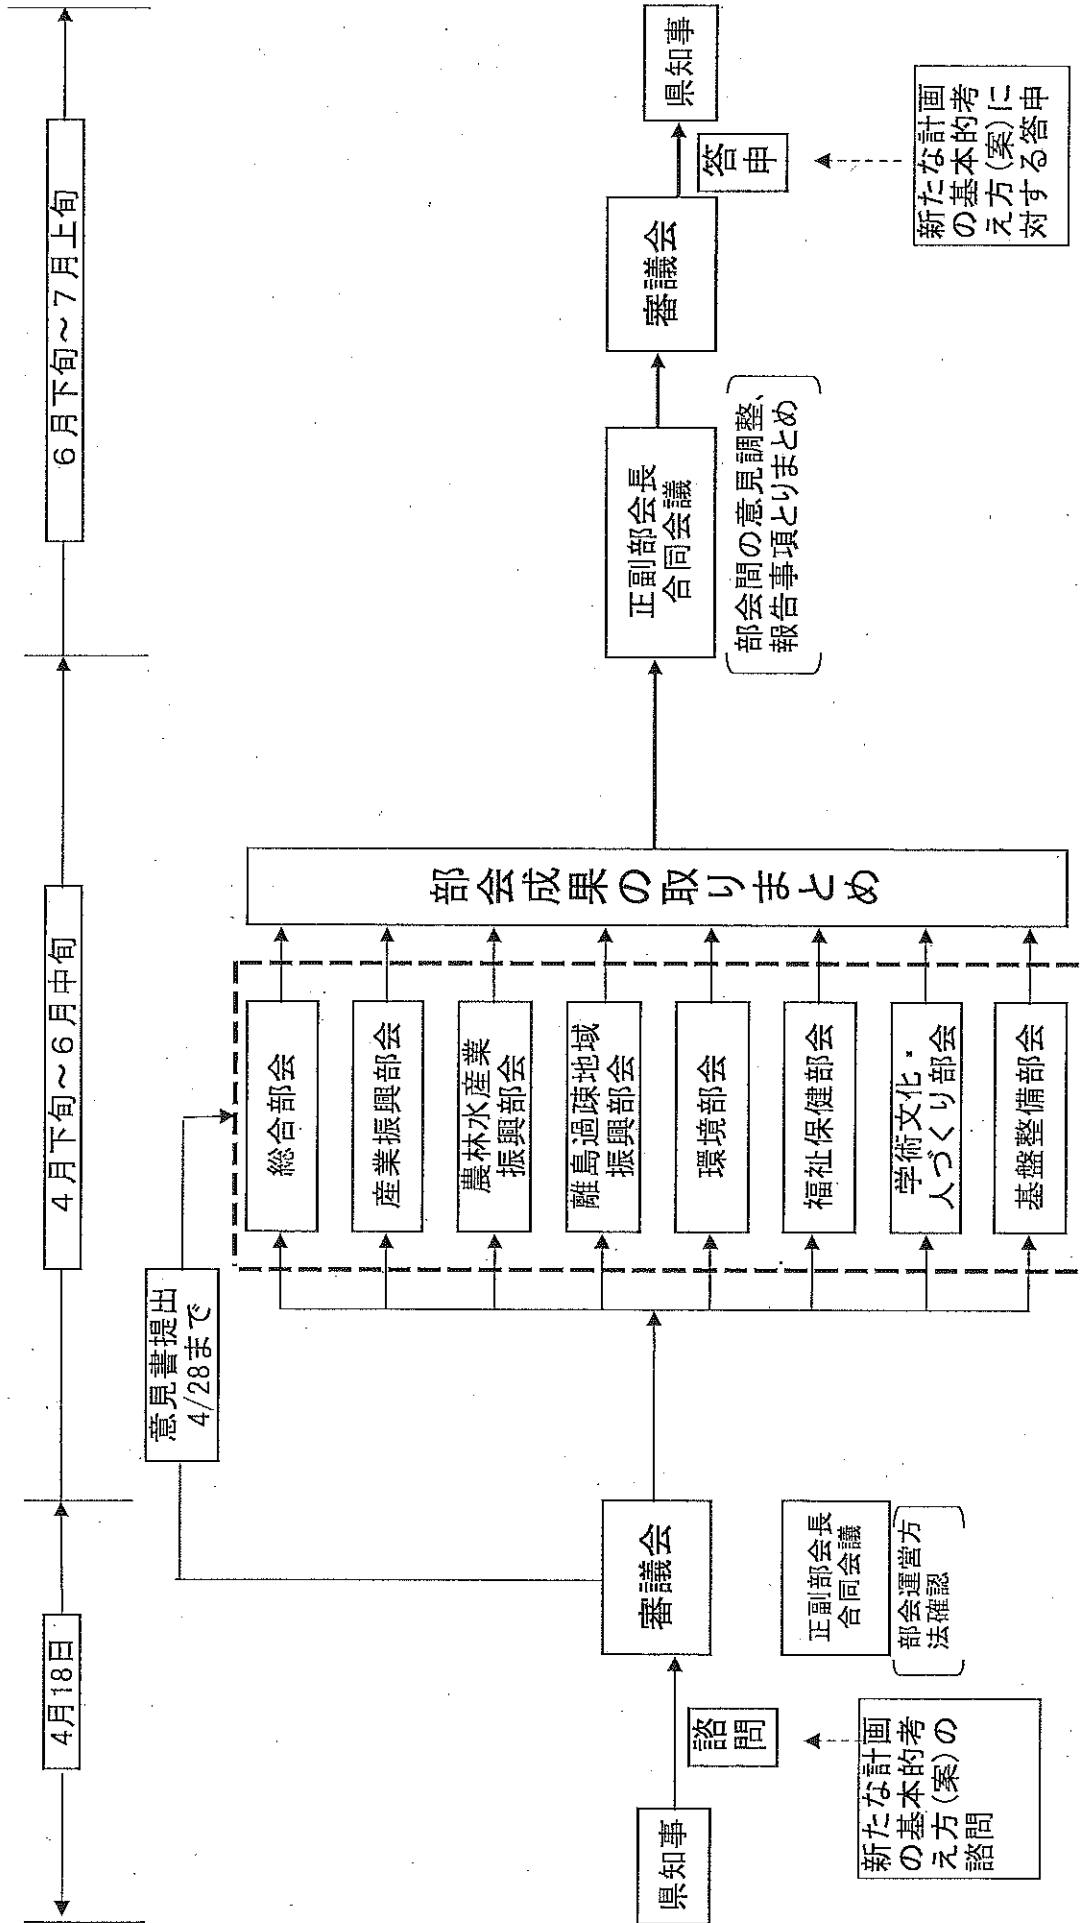 4月18日
4月下旬~6月中旬
6月下旬~7月上旬
意見書提出
4/28まで
県知事
諮問
新たな計画
の基本的考
え方(案)の
諮問
審議会
正副部会長
合同会議
部会運営方
法確認
総合部会
産業振興部会
農林水産業
振興部会
離島過疎地域
振興部会
環境部会
福祉保健部会
学術文化・
人づくり部会
基盤整備部会
部会成果の取りまとめ
正副部会長
合同会議
部会間の意見調整、
報告事項とりまとめ
審議会
答申
県知事
新たな計画
の基本的考
え方(案)に
対する答申